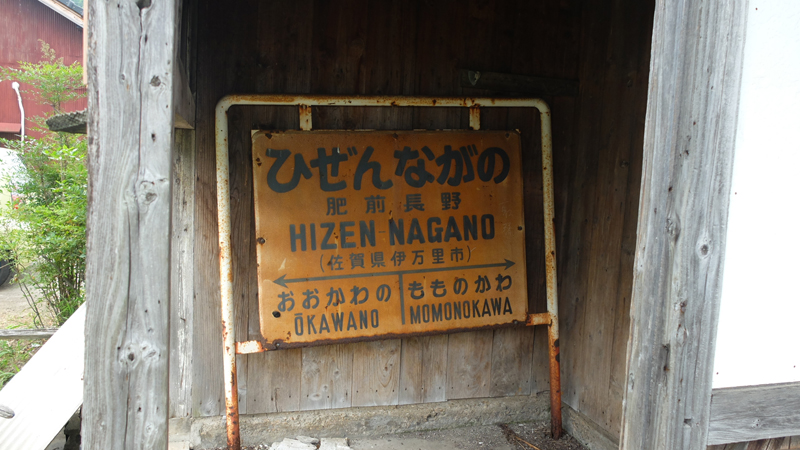 ひぜんながの
肥前長野
HIZEN NAGANO
(佐賀県伊万里市)
おおかわの もものかわ
ŌKAWANO MOMONOKAWA